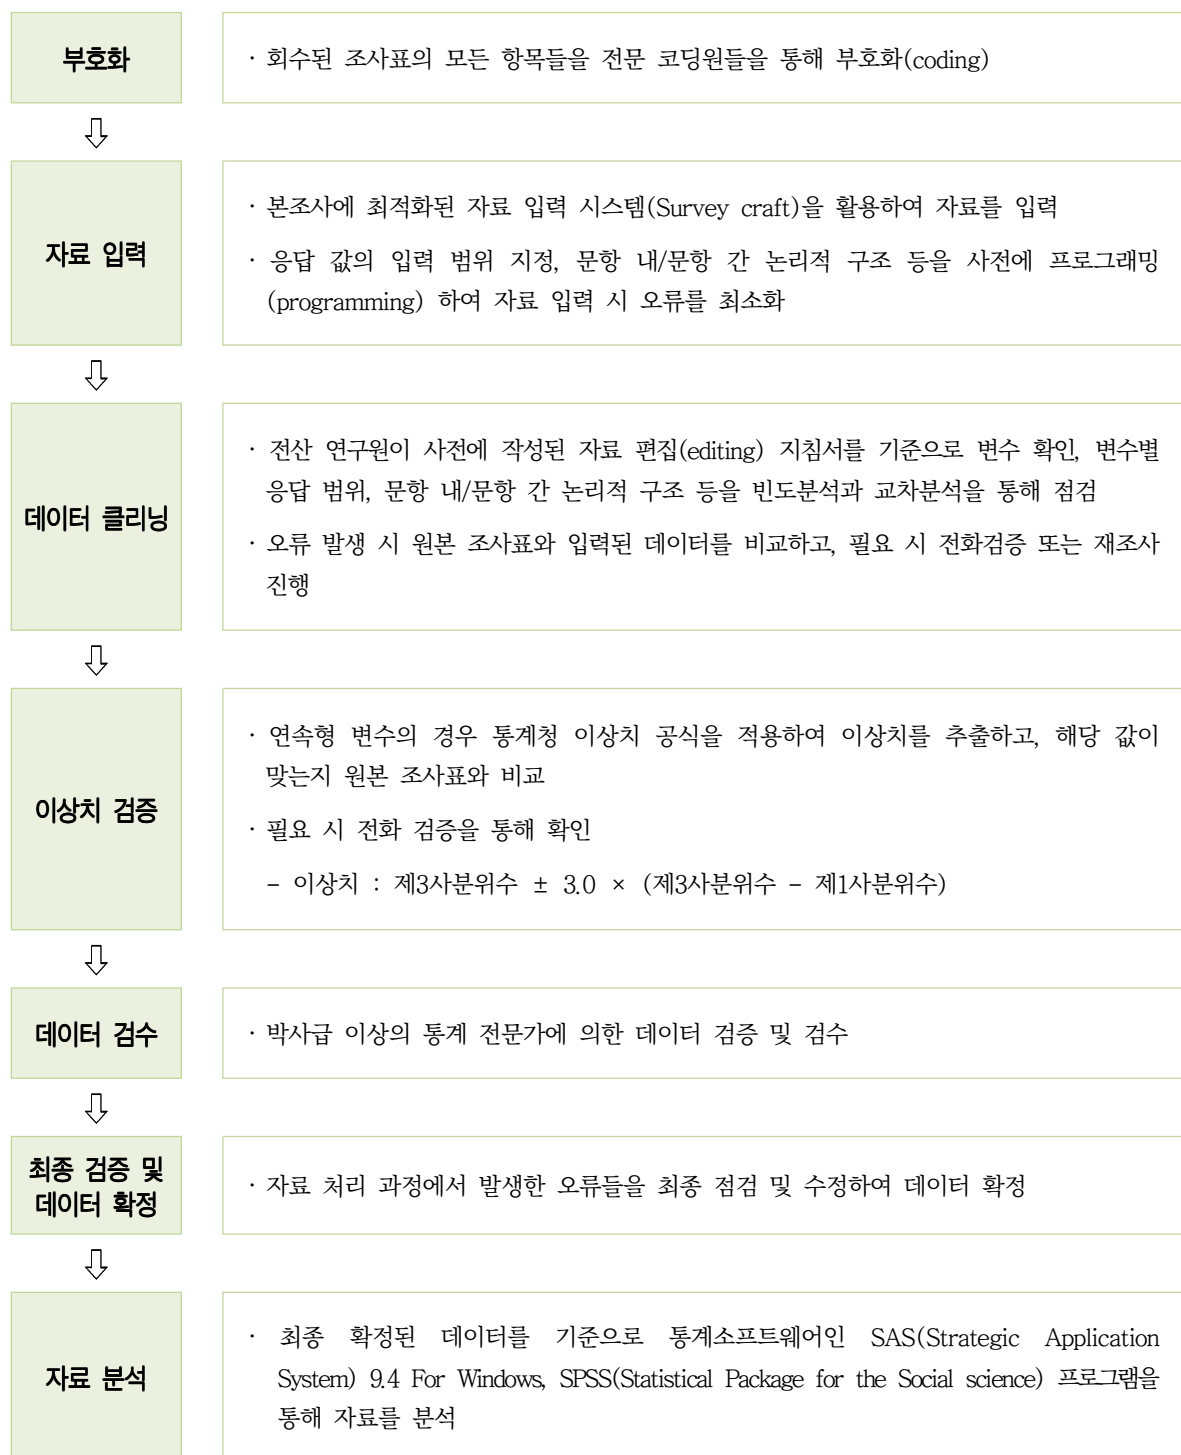 부호화
· 회수된 조사표의 모든 항목들을 전문 코딩원들을 통해 부호화(coding)
자료 입력
· 본조사에 최적화된 자료 입력 시스템(Survey craft)을 활용하여 자료를 입력
· 응답 값의 입력 범위 지정, 문항 내/문항 간 논리적 구조 등을 사전에 프로그래밍
(programming) 하여 자료 입력 시 오류를 최소화
데이터 클리닝
· 전산 연구원이 사전에 작성된 자료 편집(editing) 지침서를 기준으로 변수 확인, 변수별
응답 범위, 문항 내/문항 간 논리적 구조 등을 빈도분석과 교차분석을 통해 점검
· 오류 발생 시 원본 조사표와 입력된 데이터를 비교하고, 필요 시 전화검증 또는 재조사
진행
이상치 검증
· 연속형 변수의 경우 통계청 이상치 공식을 적용하여 이상치를 추출하고, 해당 값이
맞는지 원본 조사표와 비교
· 필요 시 전화 검증을 통해 확인
– 이상치 : 제3사분위수 ± 3.0 × (제3사분위수 – 제1사분위수)
데이터 검수
· 박사급 이상의 통계 전문가에 의한 데이터 검증 및 검수
최종 검증 및
데이터 확정
· 자료 처리 과정에서 발생한 오류들을 최종 점검 및 수정하여 데이터 확정
자료 분석
· 최종 확정된 데이터를 기준으로 통계소프트웨어인 SAS(Strategic Application
System) 9.4 For Windows, SPSS(Statistical Package for the Social science) 프로그램을
통해 자료를 분석